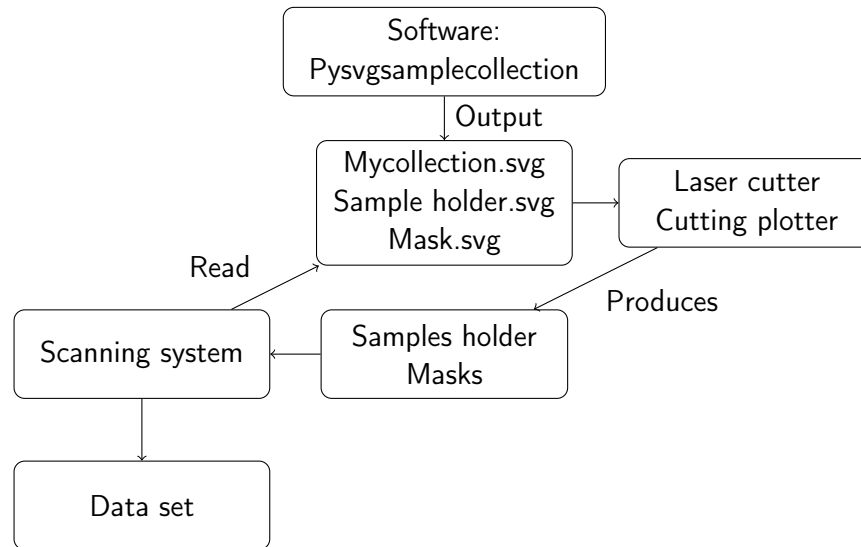 Software:
Pysvgsamplecollection
Output
Mycollection.svg
Sample holder.svg
Mask.svg
Laser cutter
Cutting plotter
Read
Produces
Scanning system
Samples holder
Masks
Data set